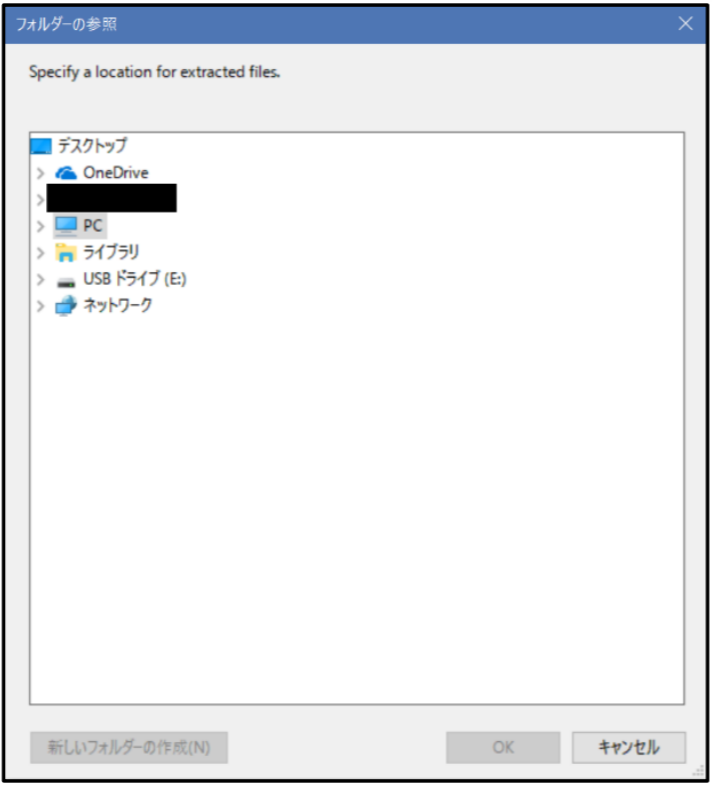 フォルダーの参照
Specify a location for extracted files.
デスクトップ
OneDrive
PC
ライブラリ
USB ドライブ (E:)
ネットワーク
新しいフォルダーの作成(N)
OK
キャンセル